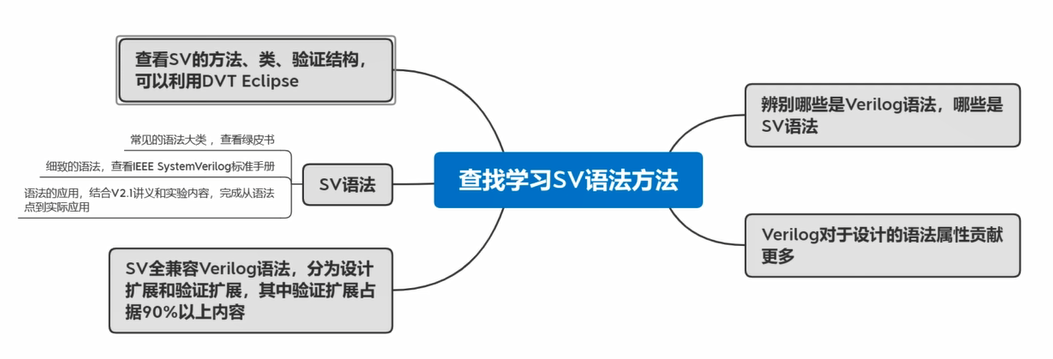 查看SV的方法、类、验证结构，
可以利用DVT Eclipse
常见的语法大类 ，查看绿皮书
细致的语法，查看IEEE SystemVerilog标准手册
语法的应用，结合V2.1讲义和实验内容，完成从语法
点到实际应用
SV语法
SV全兼容Verilog语法，分为设计
扩展和验证扩展，其中验证扩展占
据90%以上内容
查找学习SV语法方法
辨别哪些是Verilog语法，哪些是
SV语法
Verilog对于设计的语法属性贡献
更多